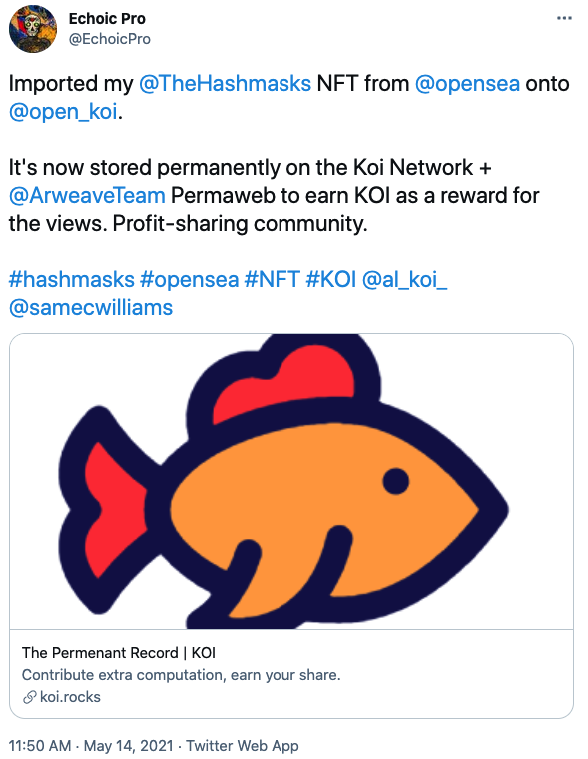 Echoic Pro
@EchoicPro
Imported my @TheHashmasks NFT from @opensea onto
@open_koi.
It's now stored permanently on the Koi Network +
@ArweaveTeam Permaweb to earn KOI as a reward for
the views. Profit-sharing community.
#hashmasks #opensea #NFT #KOI @al_koi_
@samecwilliams
The Permenant Record | KOI
Contribute extra computation, earn your share.
koi.rocks
11:50 AM · May 14, 2021 · Twitter Web App